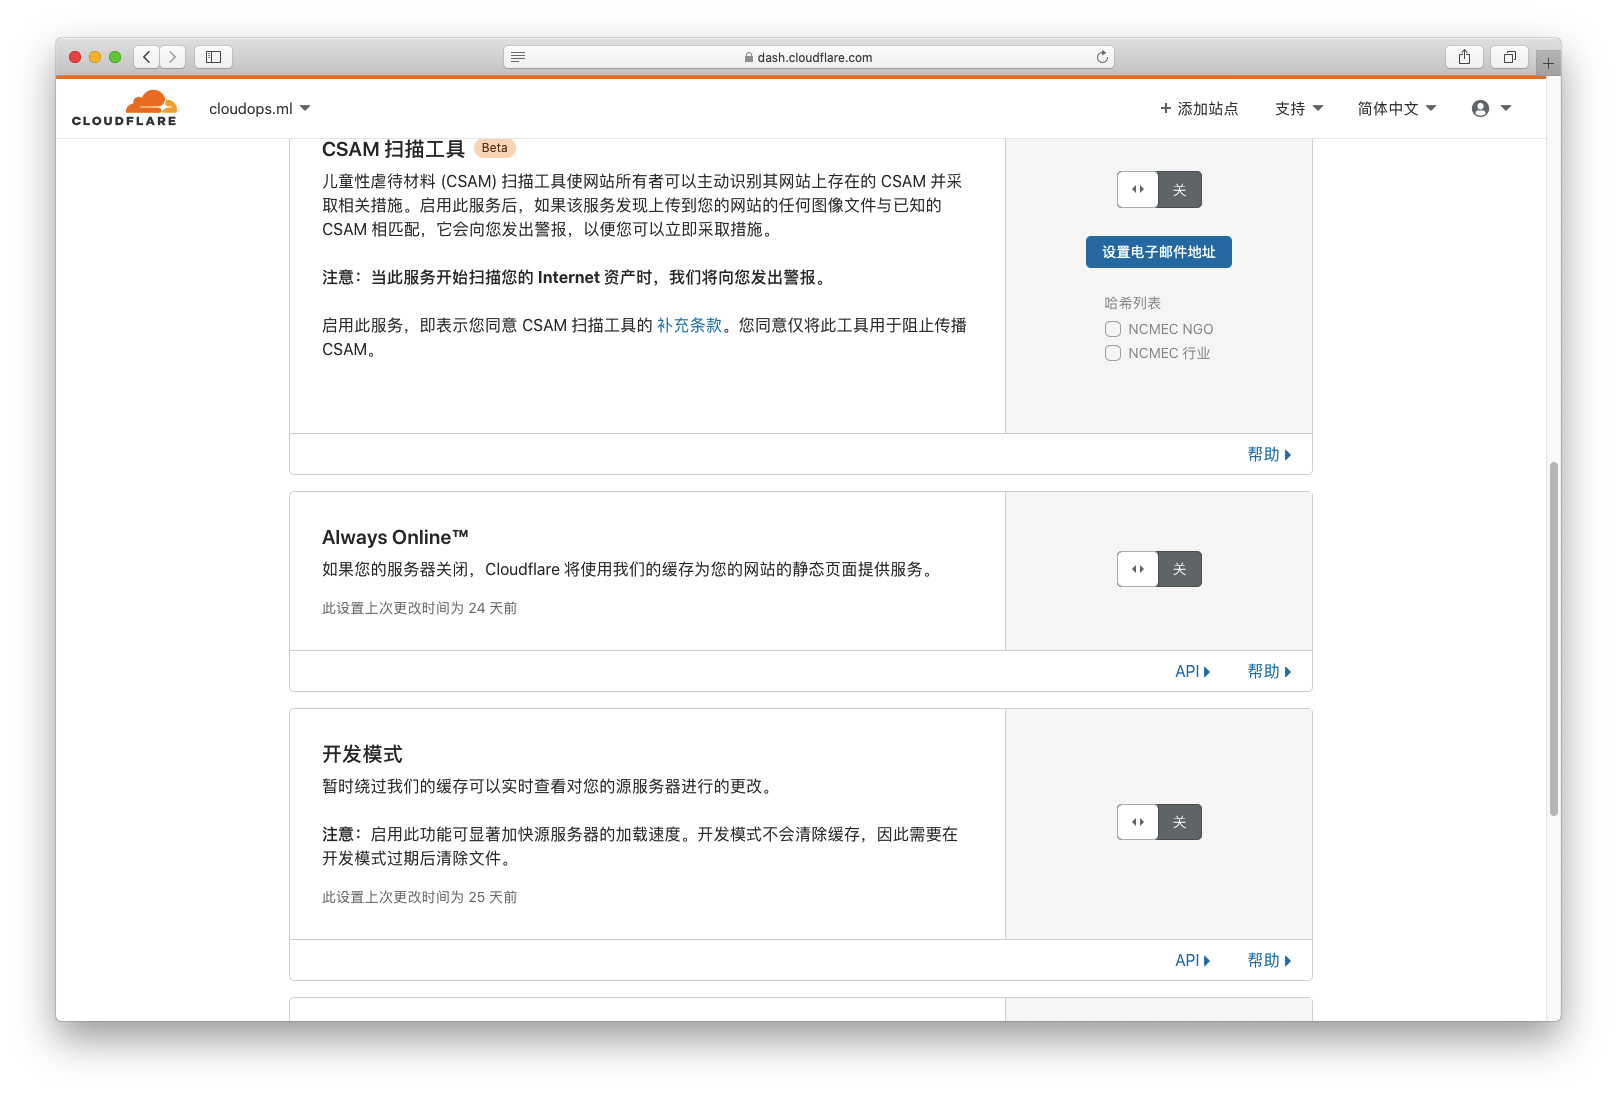 dash.cloudflare.com
CLOUDFLARE
cloudops.ml
+ 添加站点
支持
简体中文
CSAM 扫描工具 Beta
儿童性虐待材料 (CSAM) 扫描工具使网站所有者可以主动识别其网站上存在的 CSAM 并采
取相关措施。启用此服务后，如果该服务发现上传到您的网站的任何图像文件与已知的
CSAM 相匹配，它会向您发出警报，以便您可以立即采取措施。
注意：当此服务开始扫描您的 Internet 资产时，我们将向您发出警报。
启用此服务，即表示您同意 CSAM 扫描工具的 补充条款。您同意仅将此工具用于阻止传播
CSAM。
关
设置电子邮件地址
哈希列表
NCMEC NGO
NCMEC 行业
帮助
Always Online™
如果您的服务器关闭，Cloudflare 将使用我们的缓存为您的网站的静态页面提供服务。
此设置上次更改时间为 24 天前
关
API
帮助
开发模式
暂时绕过我们的缓存可以实时查看对您的源服务器进行的更改。
注意：启用此功能可显著加快源服务器的加载速度。开发模式不会清除缓存，因此需要在
开发模式过期后清除文件。
此设置上次更改时间为 25 天前
关
API
帮助